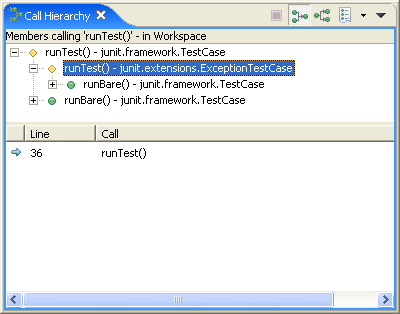 Call Hierarchy
Members calling 'runTest()' - in Workspace
runTest() - junit.framework.TestCase
runTest() - junit.extensions.ExceptionTestCase
runBare() - junit.framework.TestCase
runBare() - junit.framework.TestCase
Line Call
36 runTest()